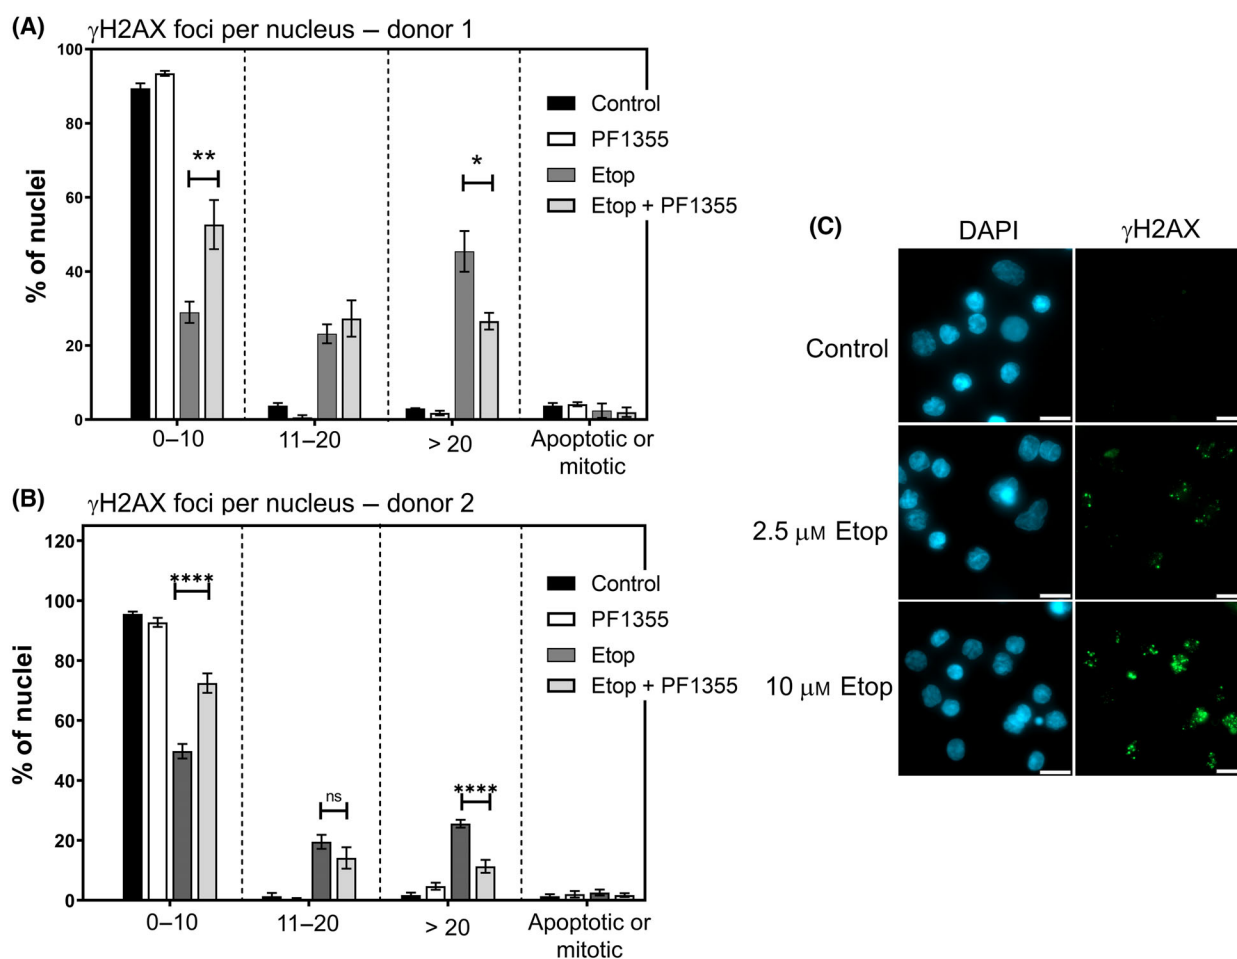 (A)
γH2AX foci per nucleus – donor 1
% of nuclei
100
80
60
40
20
0
**
*
Control
PF1355
Etop
Etop + PF1355
0–10
11–20
> 20
Apoptotic or
mitotic
(B)
γH2AX foci per nucleus – donor 2
% of nuclei
120
100
80
60
40
20
0
****
ns
****
Control
PF1355
Etop
Etop + PF1355
0–10
11–20
> 20
Apoptotic or
mitotic
(C)
DAPI
γH2AX
Control
2.5 μM Etop
10 μM Etop